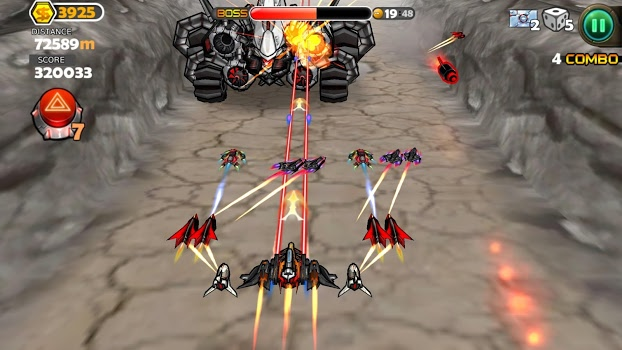 3925
BOSS
19"48
2
5
DISTANCE
72589m
SCORE
320033
4 COMBO
7